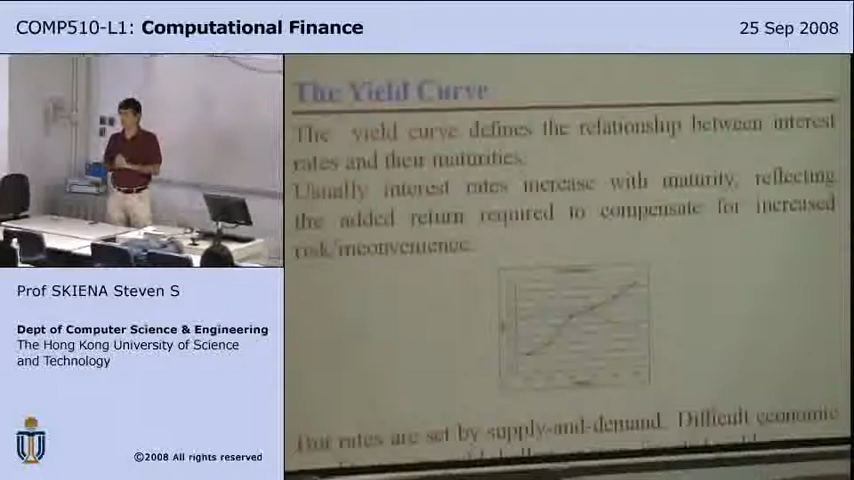 COMP510-L1: Computational Finance
25 Sep 2008
The Yield Curve
The yield curve defines the relationship between interest
rates and their maturities.
Usually interest rates increase with maturity, reflecting
the added return required to compensate for increased
risk/inconvenience.
But rates are set by supply-and-demand. Difficult economic
Prof SKIENA Steven S
Dept of Computer Science & Engineering
The Hong Kong University of Science
and Technology
©2008 All rights reserved